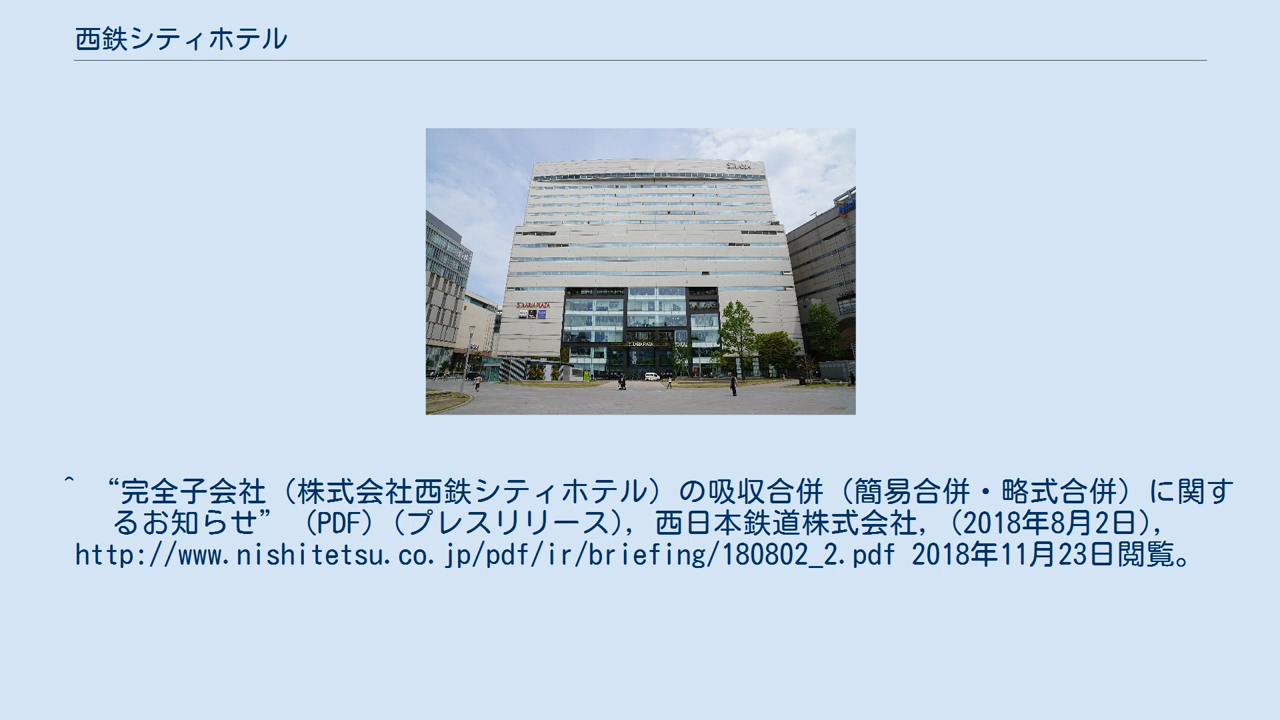 西鉄シティホテル
SOLARIA PLAZA
^ “完全子会社（株式会社西鉄シティホテル）の吸収合併（簡易合併・略式合併）に関す
るお知らせ” （PDF）（プレスリリース）, 西日本鉄道株式会社, （2018年8月2日）,
http://www.nishitetsu.co.jp/pdf/ir/briefing/180802_2.pdf 2018年11月23日閲覧。